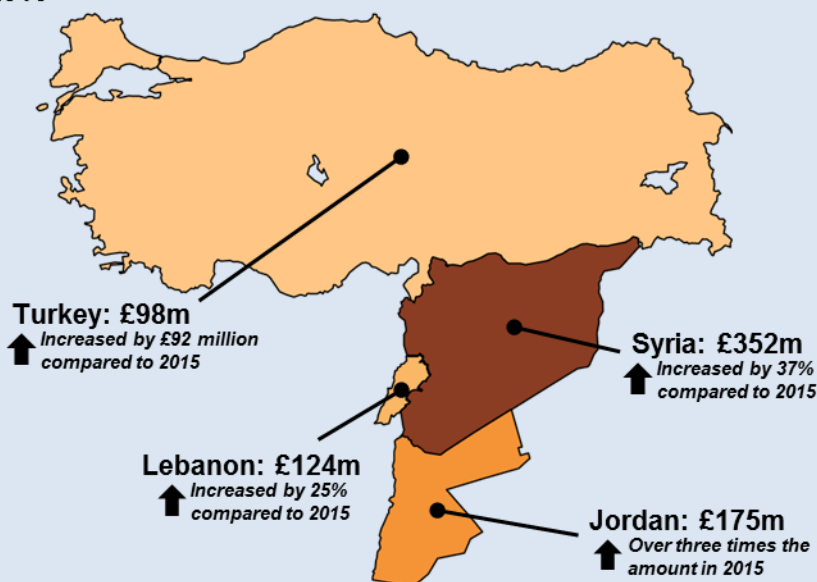 Turkey: £98m
Increased by £92 million
compared to 2015
Syria: £352m
Increased by 37%
compared to 2015
Lebanon: £124m
Increased by 25%
compared to 2015
Jordan: £175m
Over three times the
amount in 2015